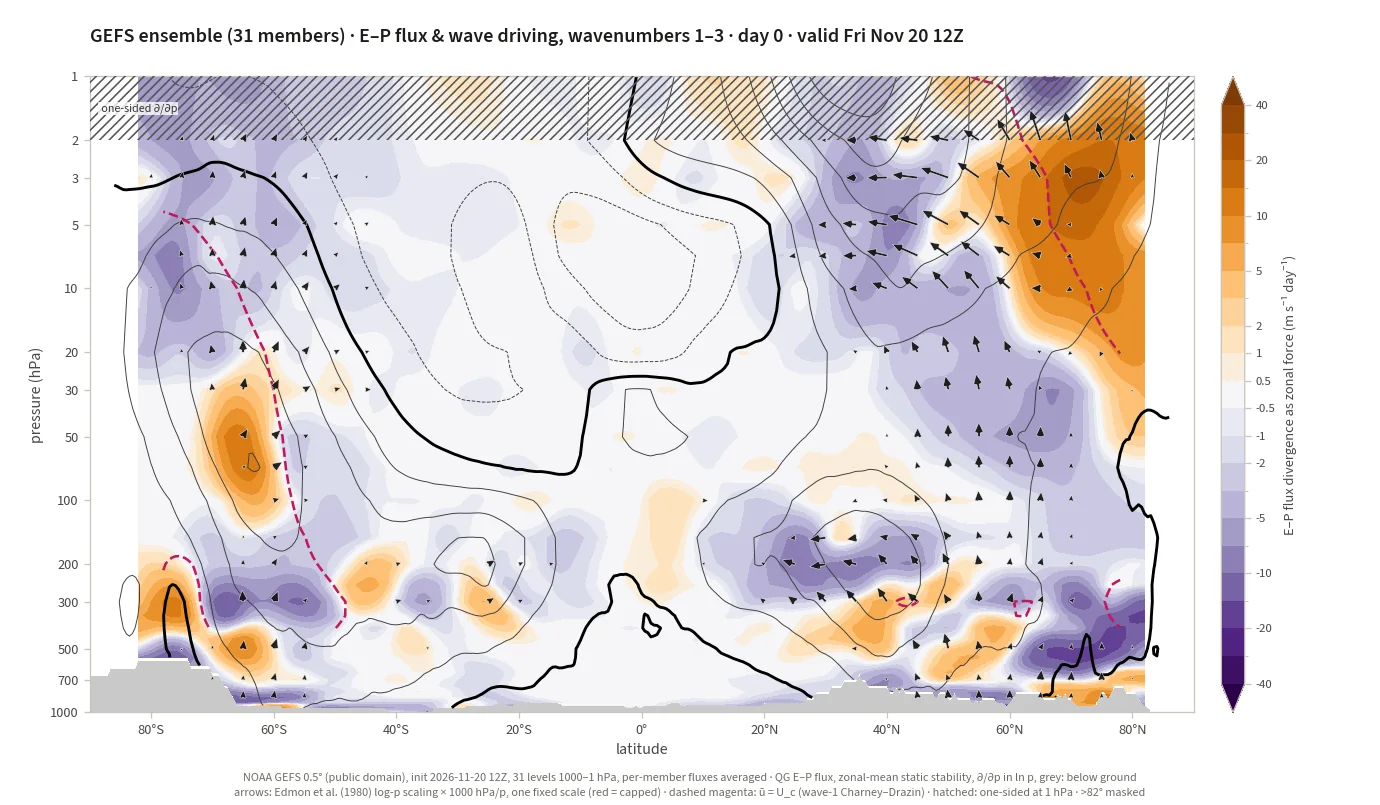 GEFS ensemble (31 members) · E–P flux & wave driving, wavenumbers 1–3 · day 0 · valid Fri Nov 20 12Z
one-sided ∂/∂p
pressure (hPa)
1
2
3
5
10
20
30
50
100
200
300
500
700
1000
80°S
60°S
40°S
20°S
0°
20°N
40°N
60°N
80°N
latitude
40
20
10
5
2
1
0.5
-0.5
-1
-2
-5
-10
-20
-40
E–P flux divergence as zonal force (m s⁻¹ day⁻¹)
NOAA GEFS 0.5° (public domain), init 2026-11-20 12Z, 31 levels 1000–1 hPa, per-member fluxes averaged · QG E–P flux, zonal-mean static stability, ∂/∂p in ln p, grey: below ground
arrows: Edmon et al. (1980) log-p scaling × 1000 hPa/p, one fixed scale (red = capped) · dashed magenta: ū = U_c (wave-1 Charney–Drazin) · hatched: one-sided at 1 hPa · >82° masked